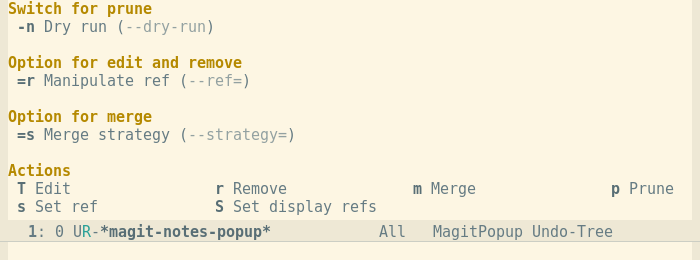 Switch for prune
-n Dry run (--dry-run)
Option for edit and remove
=r Manipulate ref (--ref=)
Option for merge
=s Merge strategy (--strategy=)
Actions
T Edit r Remove m Merge p Prune
s Set ref S Set display refs
1: 0 UR-*magit-notes-popup* All MagitPopup Undo-Tree